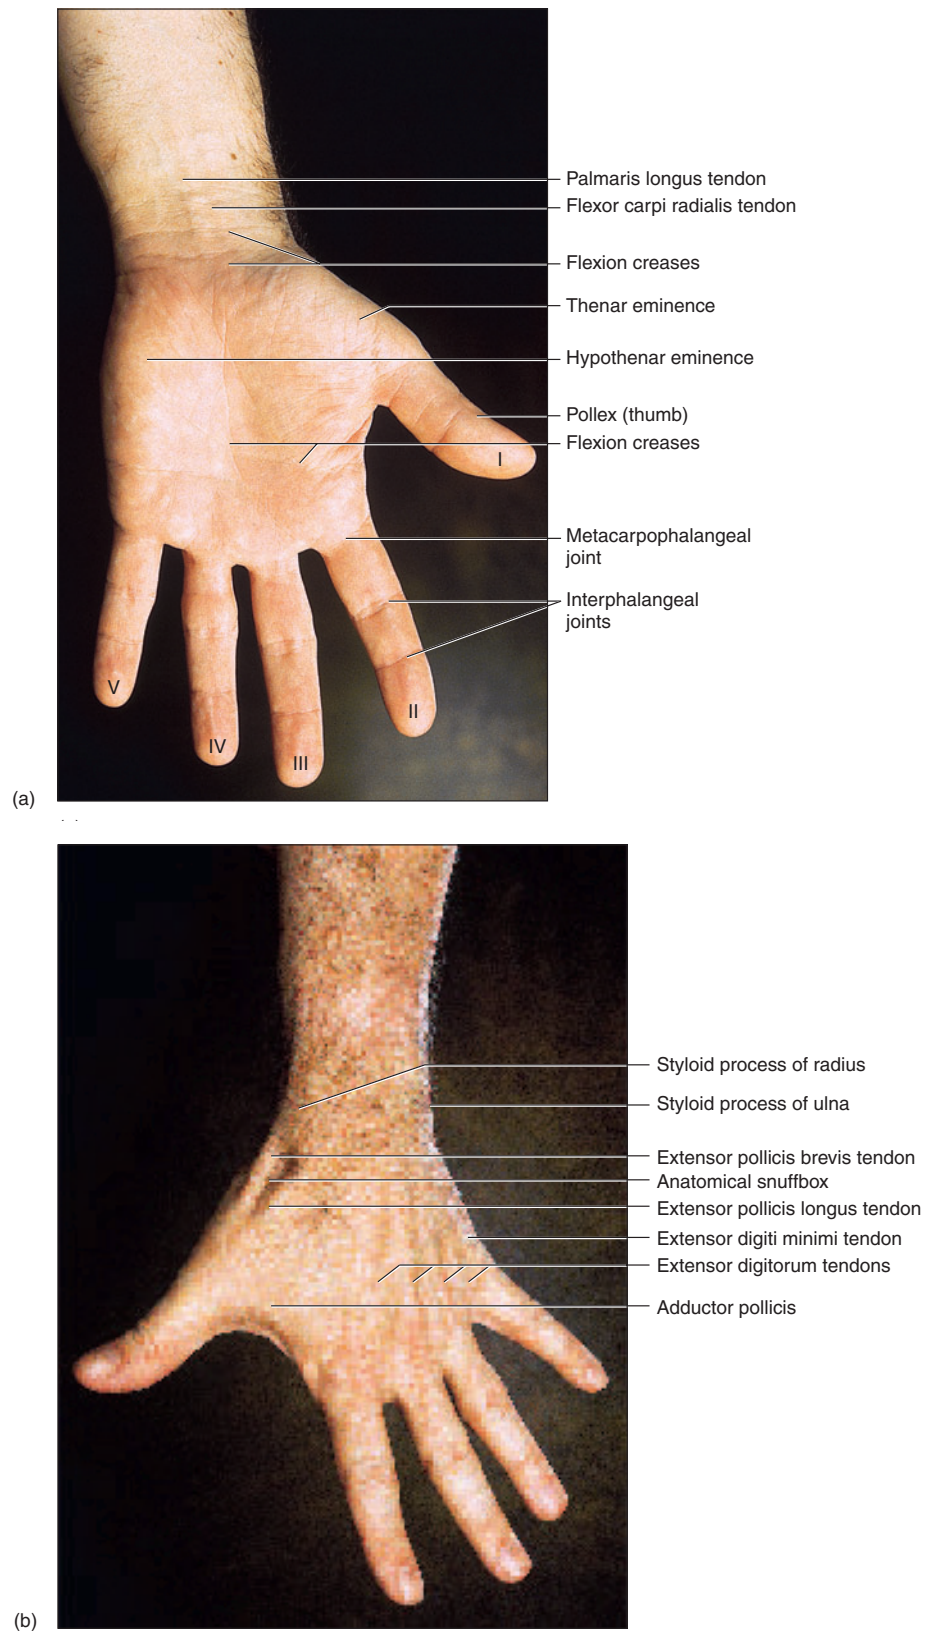 Palmaris longus tendon
Flexor carpi radialis tendon
Flexion creases
Thenar eminence
Hypothenar eminence
Pollex (thumb)
Flexion creases
I
Metacarpophalangeal
joint
Interphalangeal
joints
V
II
IV
III
(a)
Styloid process of radius
Styloid process of ulna
Extensor pollicis brevis tendon
Anatomical snuffbox
Extensor pollicis longus tendon
Extensor digiti minimi tendon
Extensor digitorum tendons
Adductor pollicis
(b)